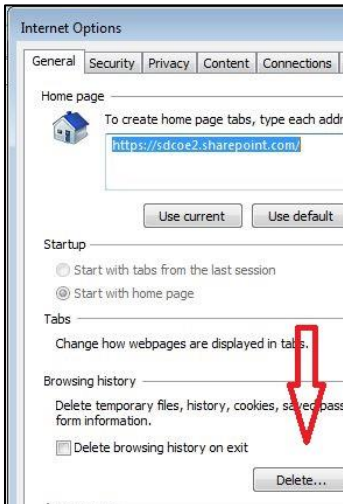 Internet Options
General Security Privacy Content Connections
Home page
To create home page tabs, type each addr
https://sdcoe2.sharepoint.com/
Use current Use default
Startup
Start with tabs from the last session
Start with home page
Tabs
Change how webpages are displayed in tabs.
Browsing history
Delete temporary files, history, cookies, saved pass
form information.
Delete browsing history on exit
Delete...